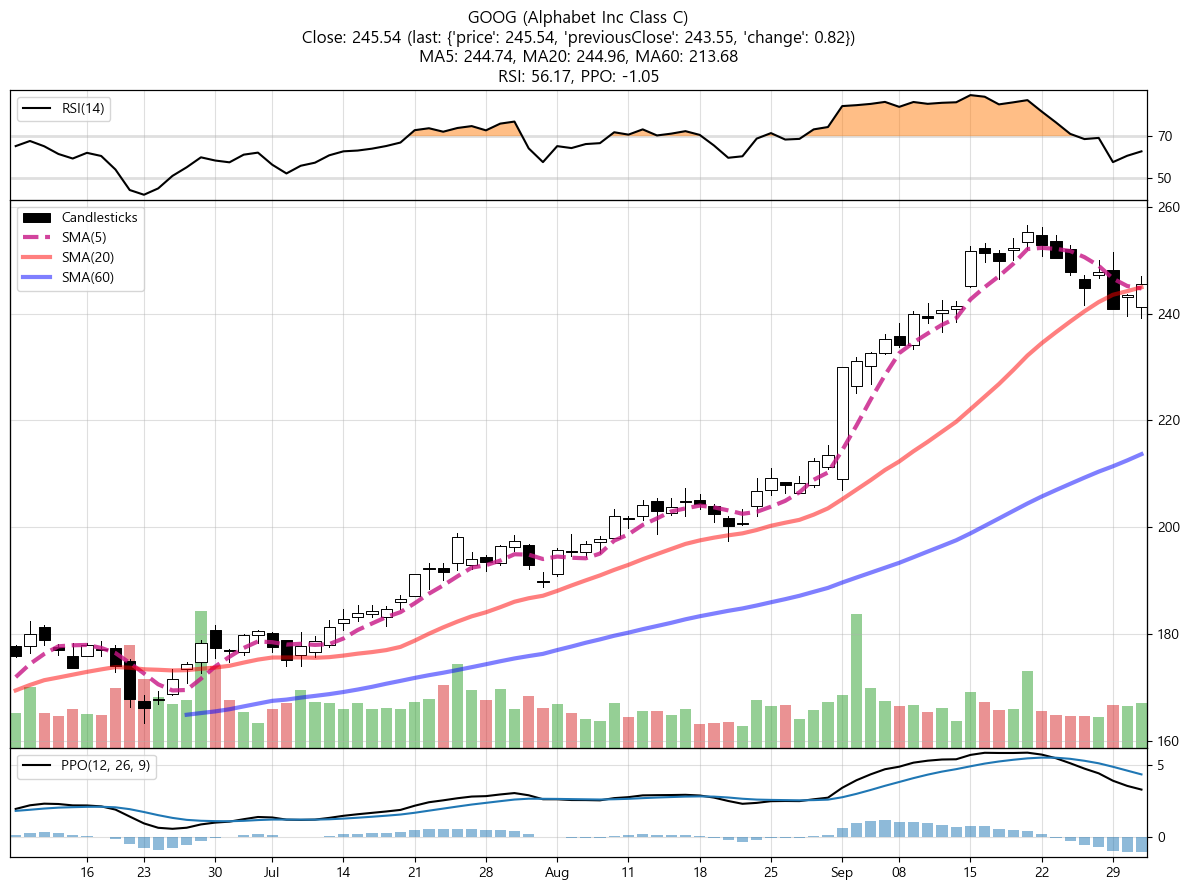 GOOG (Alphabet Inc Class C)
Close: 245.54 (last: {'price': 245.54, 'previousClose': 243.55, 'change': 0.82})
MA5: 244.74, MA20: 244.96, MA60: 213.68
RSI: 56.17, PPO: -1.05
RSI(14)
70
50
Candlesticks
SMA(5)
SMA(20)
SMA(60)
260
240
220
200
180
160
PPO(12, 26, 9)
5
0
16 23 30 Jul 14 21 28 Aug 11 18 25 Sep 08 15 22 29